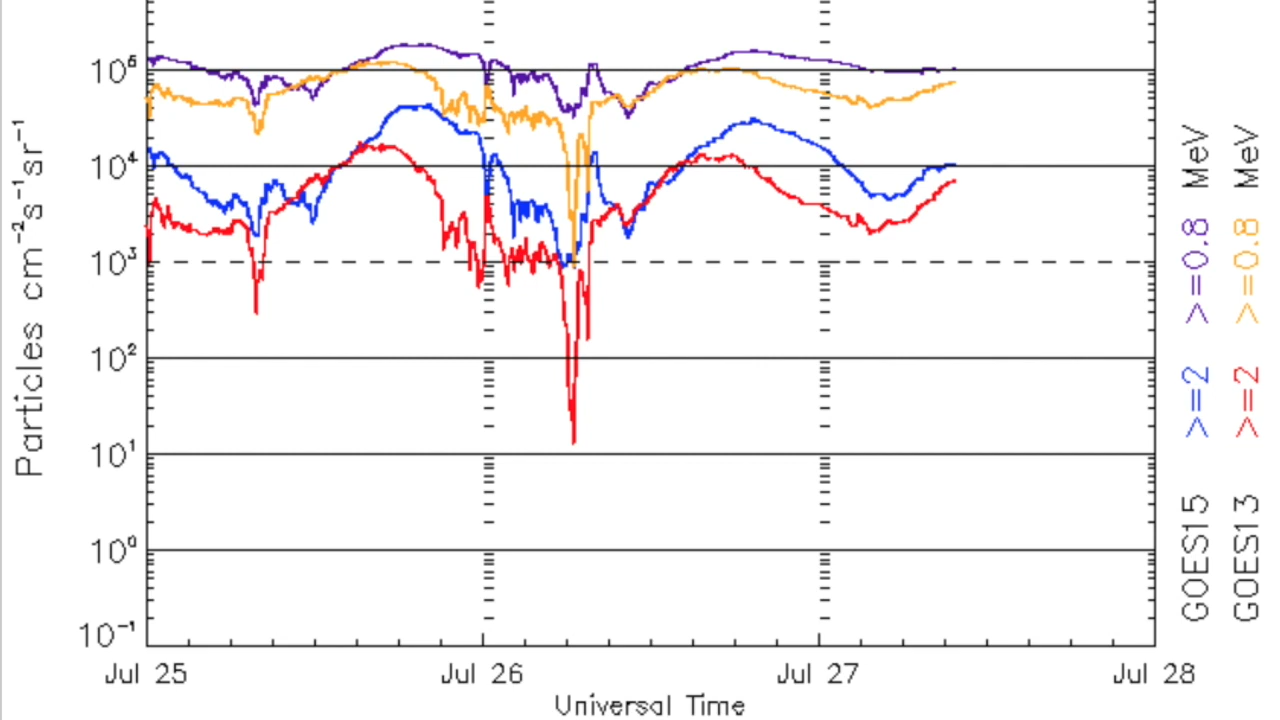 Particles cm⁻²s⁻¹sr⁻¹
10⁵
10⁴
10³
10²
10¹
10⁰
10⁻¹
Jul 25 Jul 26 Jul 27 Jul 28
Universal Time
GOES15 >=2 >=0.8 MeV
GOES13 >=2 >=0.8 MeV